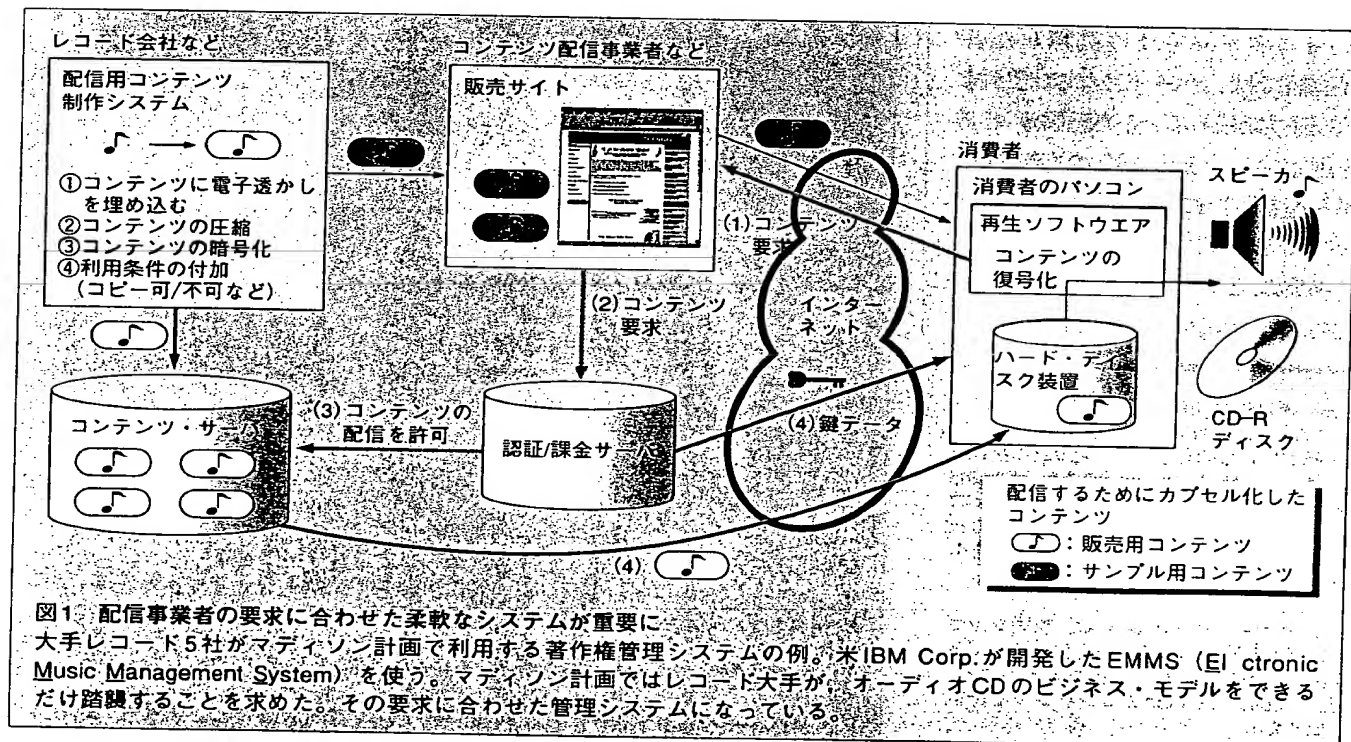 レコード会社など
配信用コンテンツ
制作システム
①コンテンツに電子透かし
を埋め込む
②コンテンツの圧縮
③コンテンツの暗号化
④利用条件の付加
(コピー可/不可など)
コンテンツ配信事業者など
販売サイト
(1)コンテンツ
要求
(2)コンテンツ
要求
(3)コンテンツの
配信を許可
コンテンツ・サーバ
認証/課金サーバ
インター
ネット
(4)鍵データ
(4)
消費者
消費者のパソコン
再生ソフトウエア
コンテンツの
復号化
ハード・ディ
スク装置
スピーカ
CD-R
ディスク
配信するためにカプセル化した
コンテンツ
:販売用コンテンツ
:サンプル用コンテンツ
図1 配信事業者の要求に合わせた柔軟なシステムが重要に
大手レコード5社がマディソン計画で利用する著作権管理システムの例。米IBM Corp.が開発したEMMS(El ctronic
Music Management System)を使う。マディソン計画ではレコード大手が,オーディオCDのビジネス・モデルをできる
だけ踏襲することを求めた。その要求に合わせた管理システムになっている。